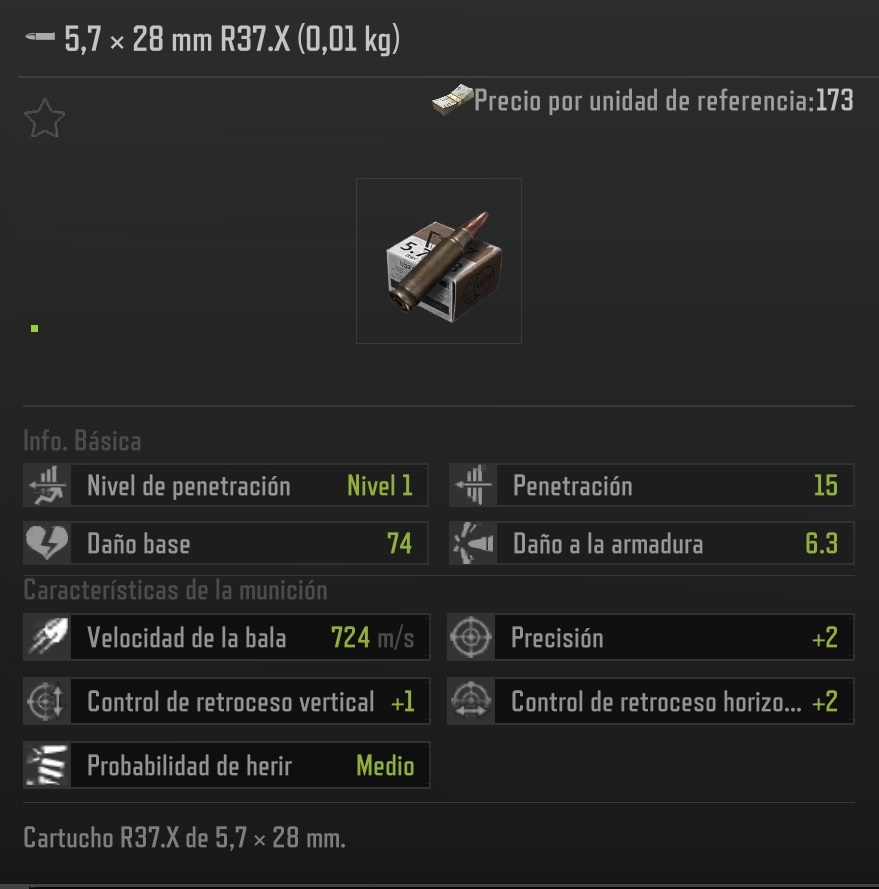 5,7 × 28 mm R37.X (0,01 kg)
Precio por unidad de referencia:173
5.7
Info. Básica
Nivel de penetración Nivel 1
Penetración 15
Daño base 74
Daño a la armadura 6.3
Características de la munición
Velocidad de la bala 724 m/s
Precisión +2
Control de retroceso vertical +1
Control de retroceso horizo... +2
Probabilidad de herir Medio
Cartucho R37.X de 5,7 × 28 mm.